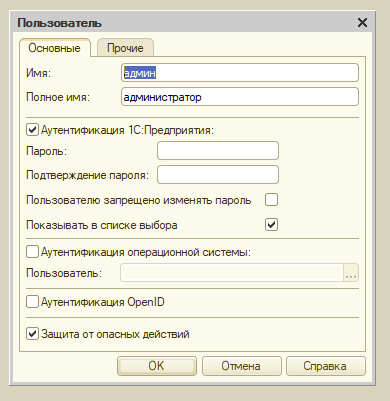 Пользователь
Основные
Прочие
Имя: админ
Полное имя: администратор
Аутентификация 1С:Предприятия:
Пароль:
Подтверждение пароля:
Пользователю запрещено изменять пароль
Показывать в списке выбора
Аутентификация операционной системы:
Пользователь: ...
Аутентификация OpenID
Защита от опасных действий
OK Отмена Справка